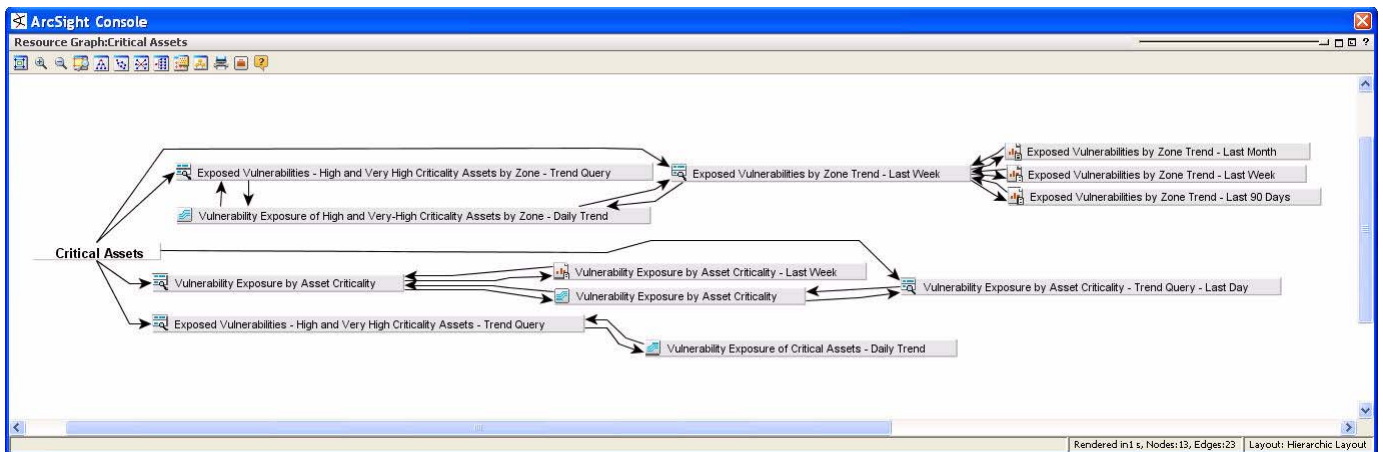 ArcSight Console
Resource Graph:Critical Assets
Exposed Vulnerabilities by Zone Trend - Last Month
Exposed Vulnerabilities - High and Very High Criticality Assets by Zone - Trend Query
Exposed Vulnerabilities by Zone Trend - Last Week
Exposed Vulnerabilities by Zone Trend - Last Week
Exposed Vulnerabilities by Zone Trend - Last 90 Days
Vulnerability Exposure of High and Very-High Criticality Assets by Zone - Daily Trend
Critical Assets
Vulnerability Exposure by Asset Criticality - Last Week
Vulnerability Exposure by Asset Criticality
Vulnerability Exposure by Asset Criticality - Trend Query - Last Day
Vulnerability Exposure by Asset Criticality
Exposed Vulnerabilities - High and Very High Criticality Assets - Trend Query
Vulnerability Exposure of Critical Assets - Daily Trend
Rendered in1 s, Nodes:13, Edges:23 Layout: Hierarchic Layout